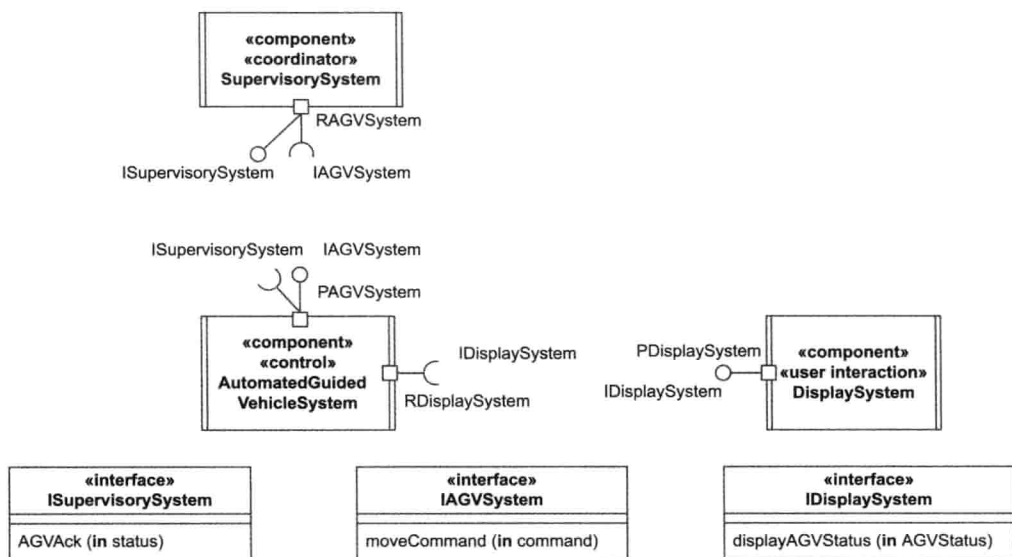 «component»
«coordinator»
SupervisorySystem
RAGVSystem
ISupervisorySystem
IAGVSystem
ISupervisorySystem
IAGVSystem
PAGVSystem
«component»
«control»
AutomatedGuided
VehicleSystem
IDisplaySystem
RDisplaySystem
PDisplaySystem
IDisplaySystem
«component»
«user interaction»
DisplaySystem
«interface»
ISupervisorySystem
AGVAck (in status)
«interface»
IAGVSystem
moveCommand (in command)
«interface»
IDisplaySystem
displayAGVStatus (in AGVStatus)